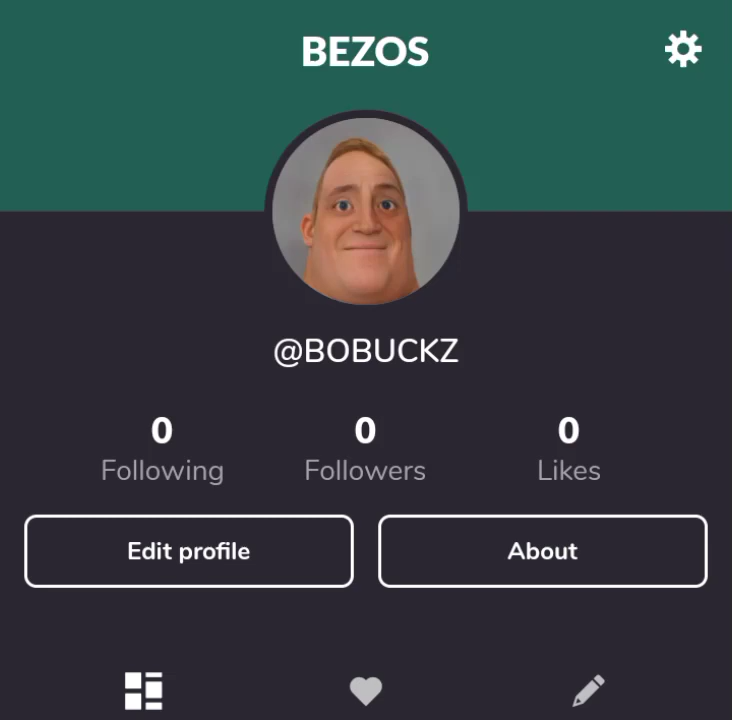 BEZOS
@BOBUCKZ
0 0 0
Following Followers Likes
Edit profile About